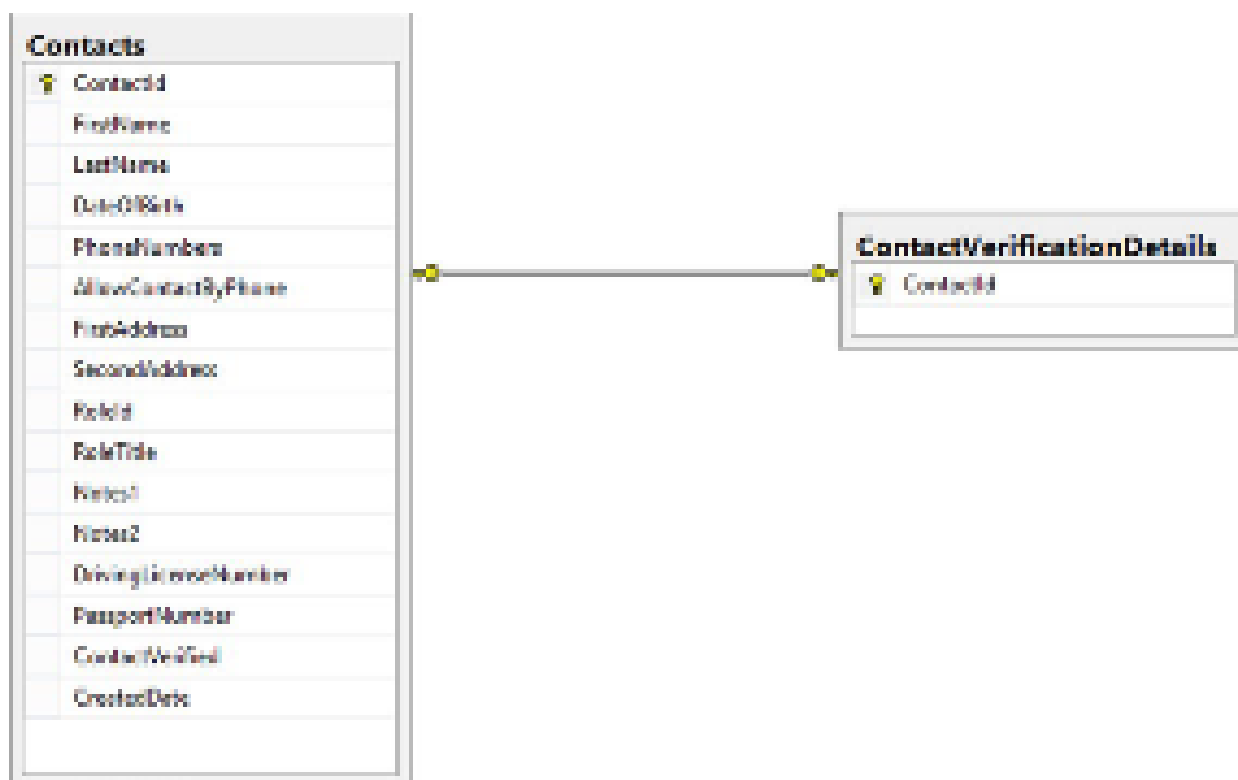 Contacts
ContactId
FirstName
LastName
DateOfBirth
PhoneNumbers
AllowContactByPhone
FirstAddress
SecondAddress
RoleId
RoleTitle
Notes1
Notes2
DrivingLicenseNumber
PassportNumber
ContactVerified
CreatedDate
ContactVerificationDetails
ContactId